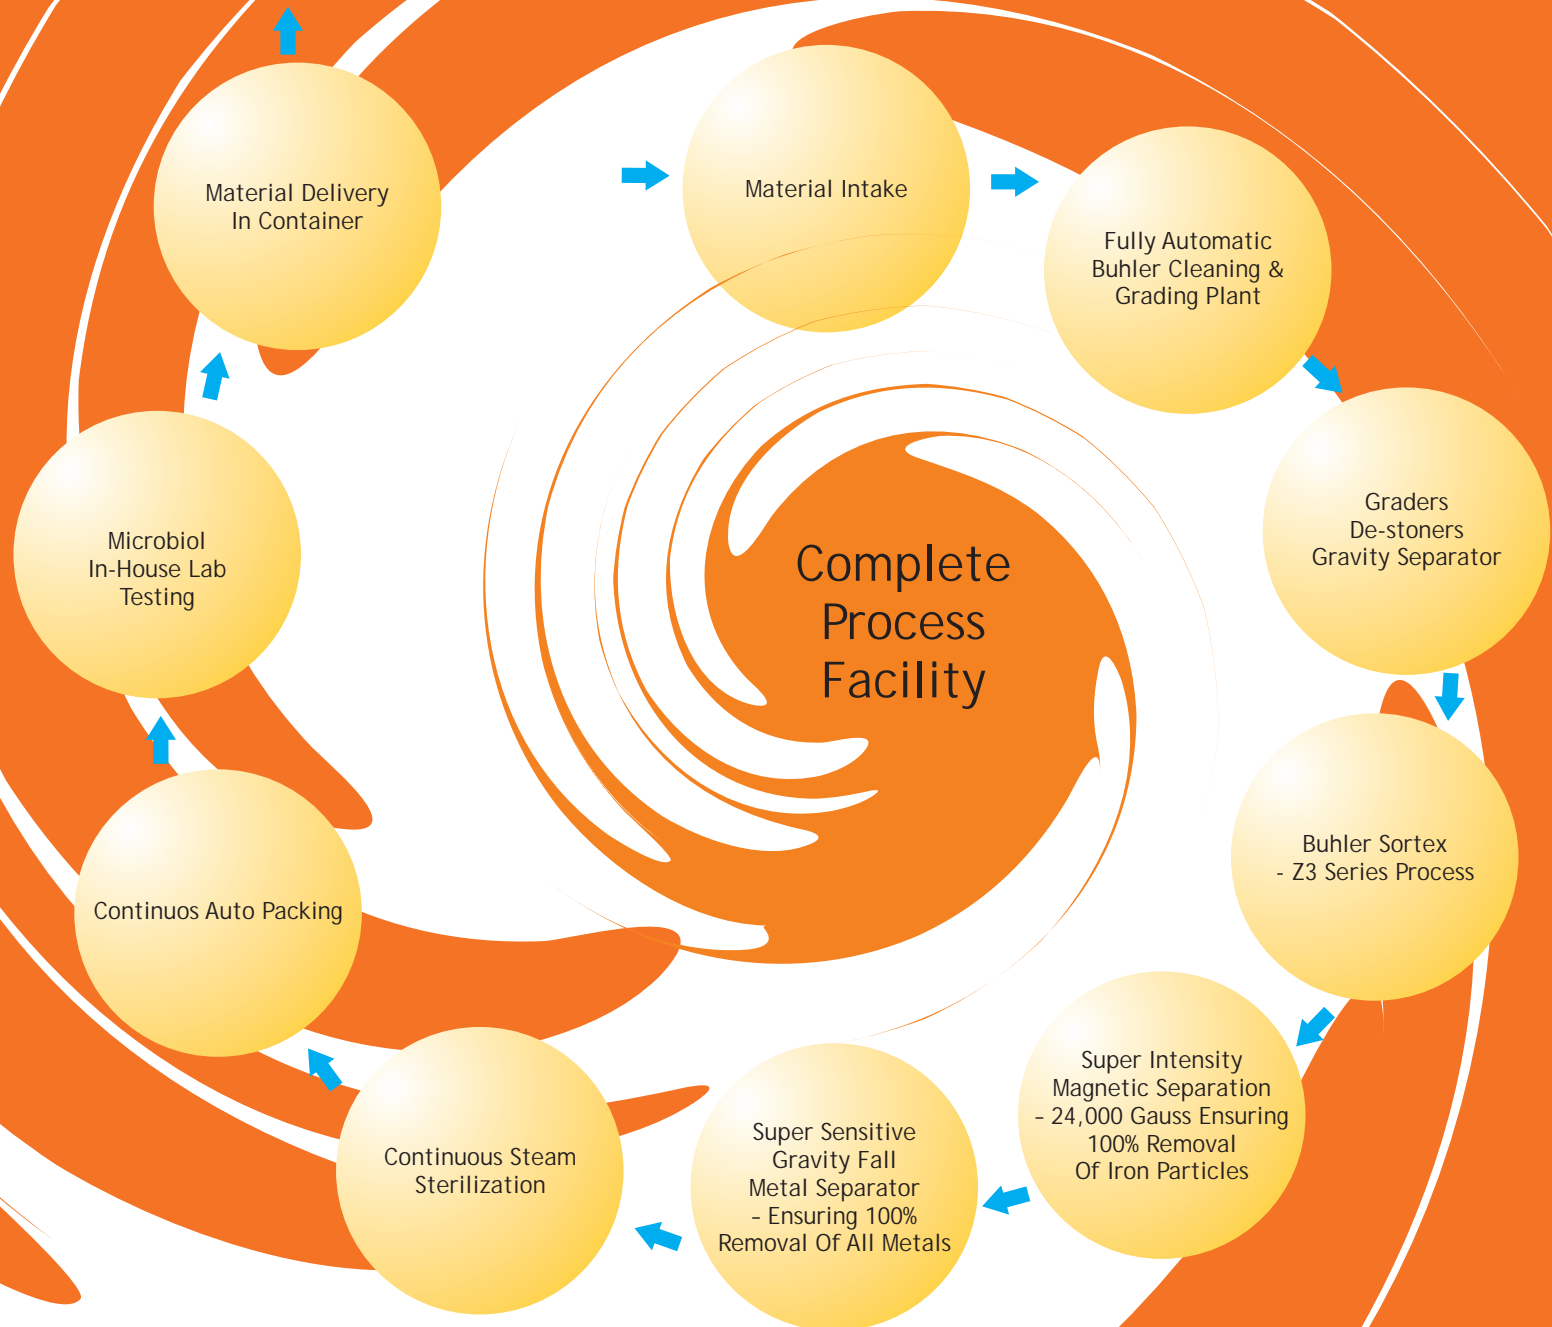 Material Intake
Fully Automatic
Buhler Cleaning &
Grading Plant
Graders
De-stoners
Gravity Separator
Buhler Sortex
- Z3 Series Process
Super Intensity
Magnetic Separation
- 24,000 Gauss Ensuring
100% Removal
Of Iron Particles
Super Sensitive
Gravity Fall
Metal Separator
- Ensuring 100%
Removal Of All Metals
Continuous Steam
Sterilization
Continuos Auto Packing
Microbiol
In-House Lab
Testing
Material Delivery
In Container
Complete
Process
Facility